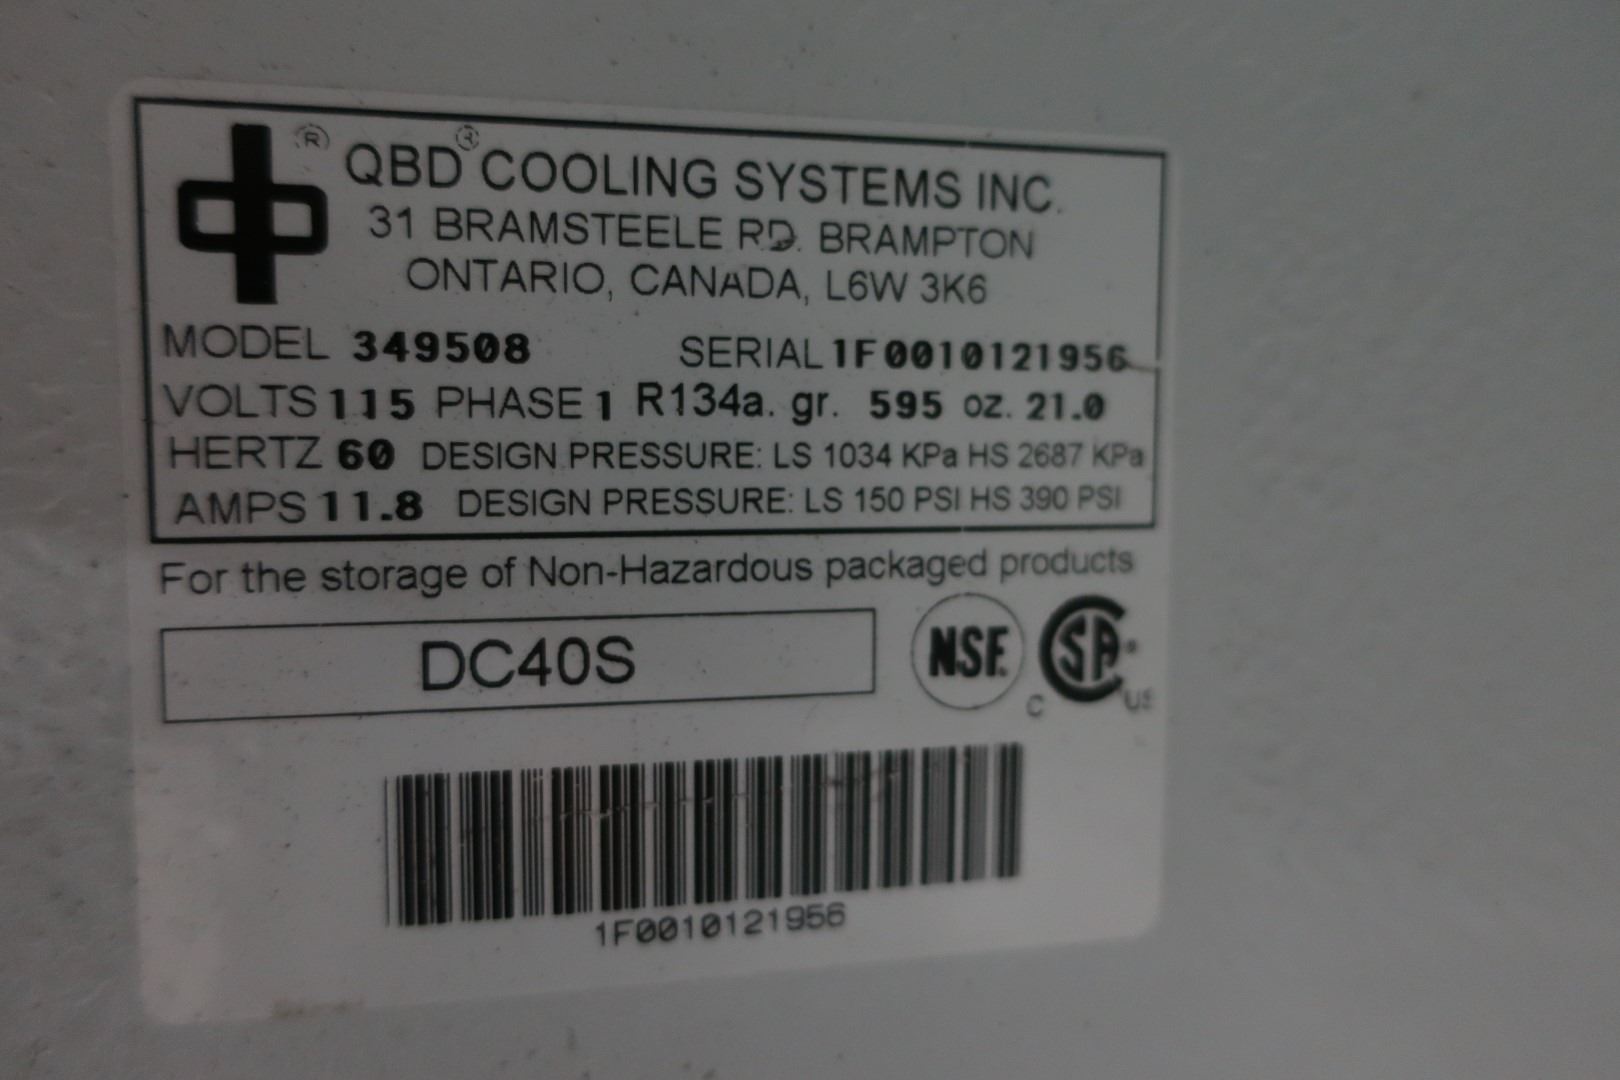 ® QBD® COOLING SYSTEMS INC.
31 BRAMSTEELE RD. BRAMPTON
ONTARIO, CANADA, L6W 3K6
MODEL 349508 SERIAL 1F0010121956
VOLTS 115 PHASE 1 R134a. gr. 595 oz. 21.0
HERTZ 60 DESIGN PRESSURE: LS 1034 KPa HS 2687 KPa
AMPS 11.8 DESIGN PRESSURE: LS 150 PSI HS 390 PSI
For the storage of Non-Hazardous packaged products
DC40S NSF. C SA® US
1F0010121956